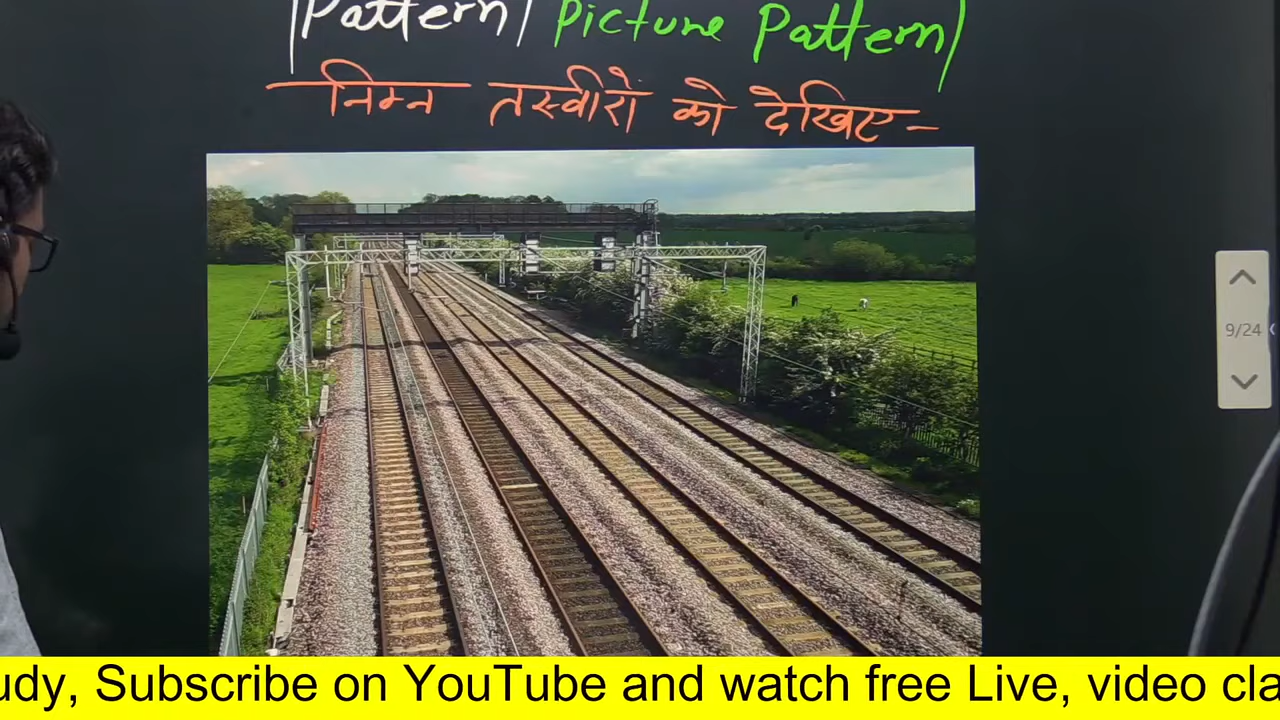 |Pattern| Picture Pattern)
निम्न तस्वीरों को देखिए-
9/24
udy, Subscribe on YouTube and watch free Live, video cla